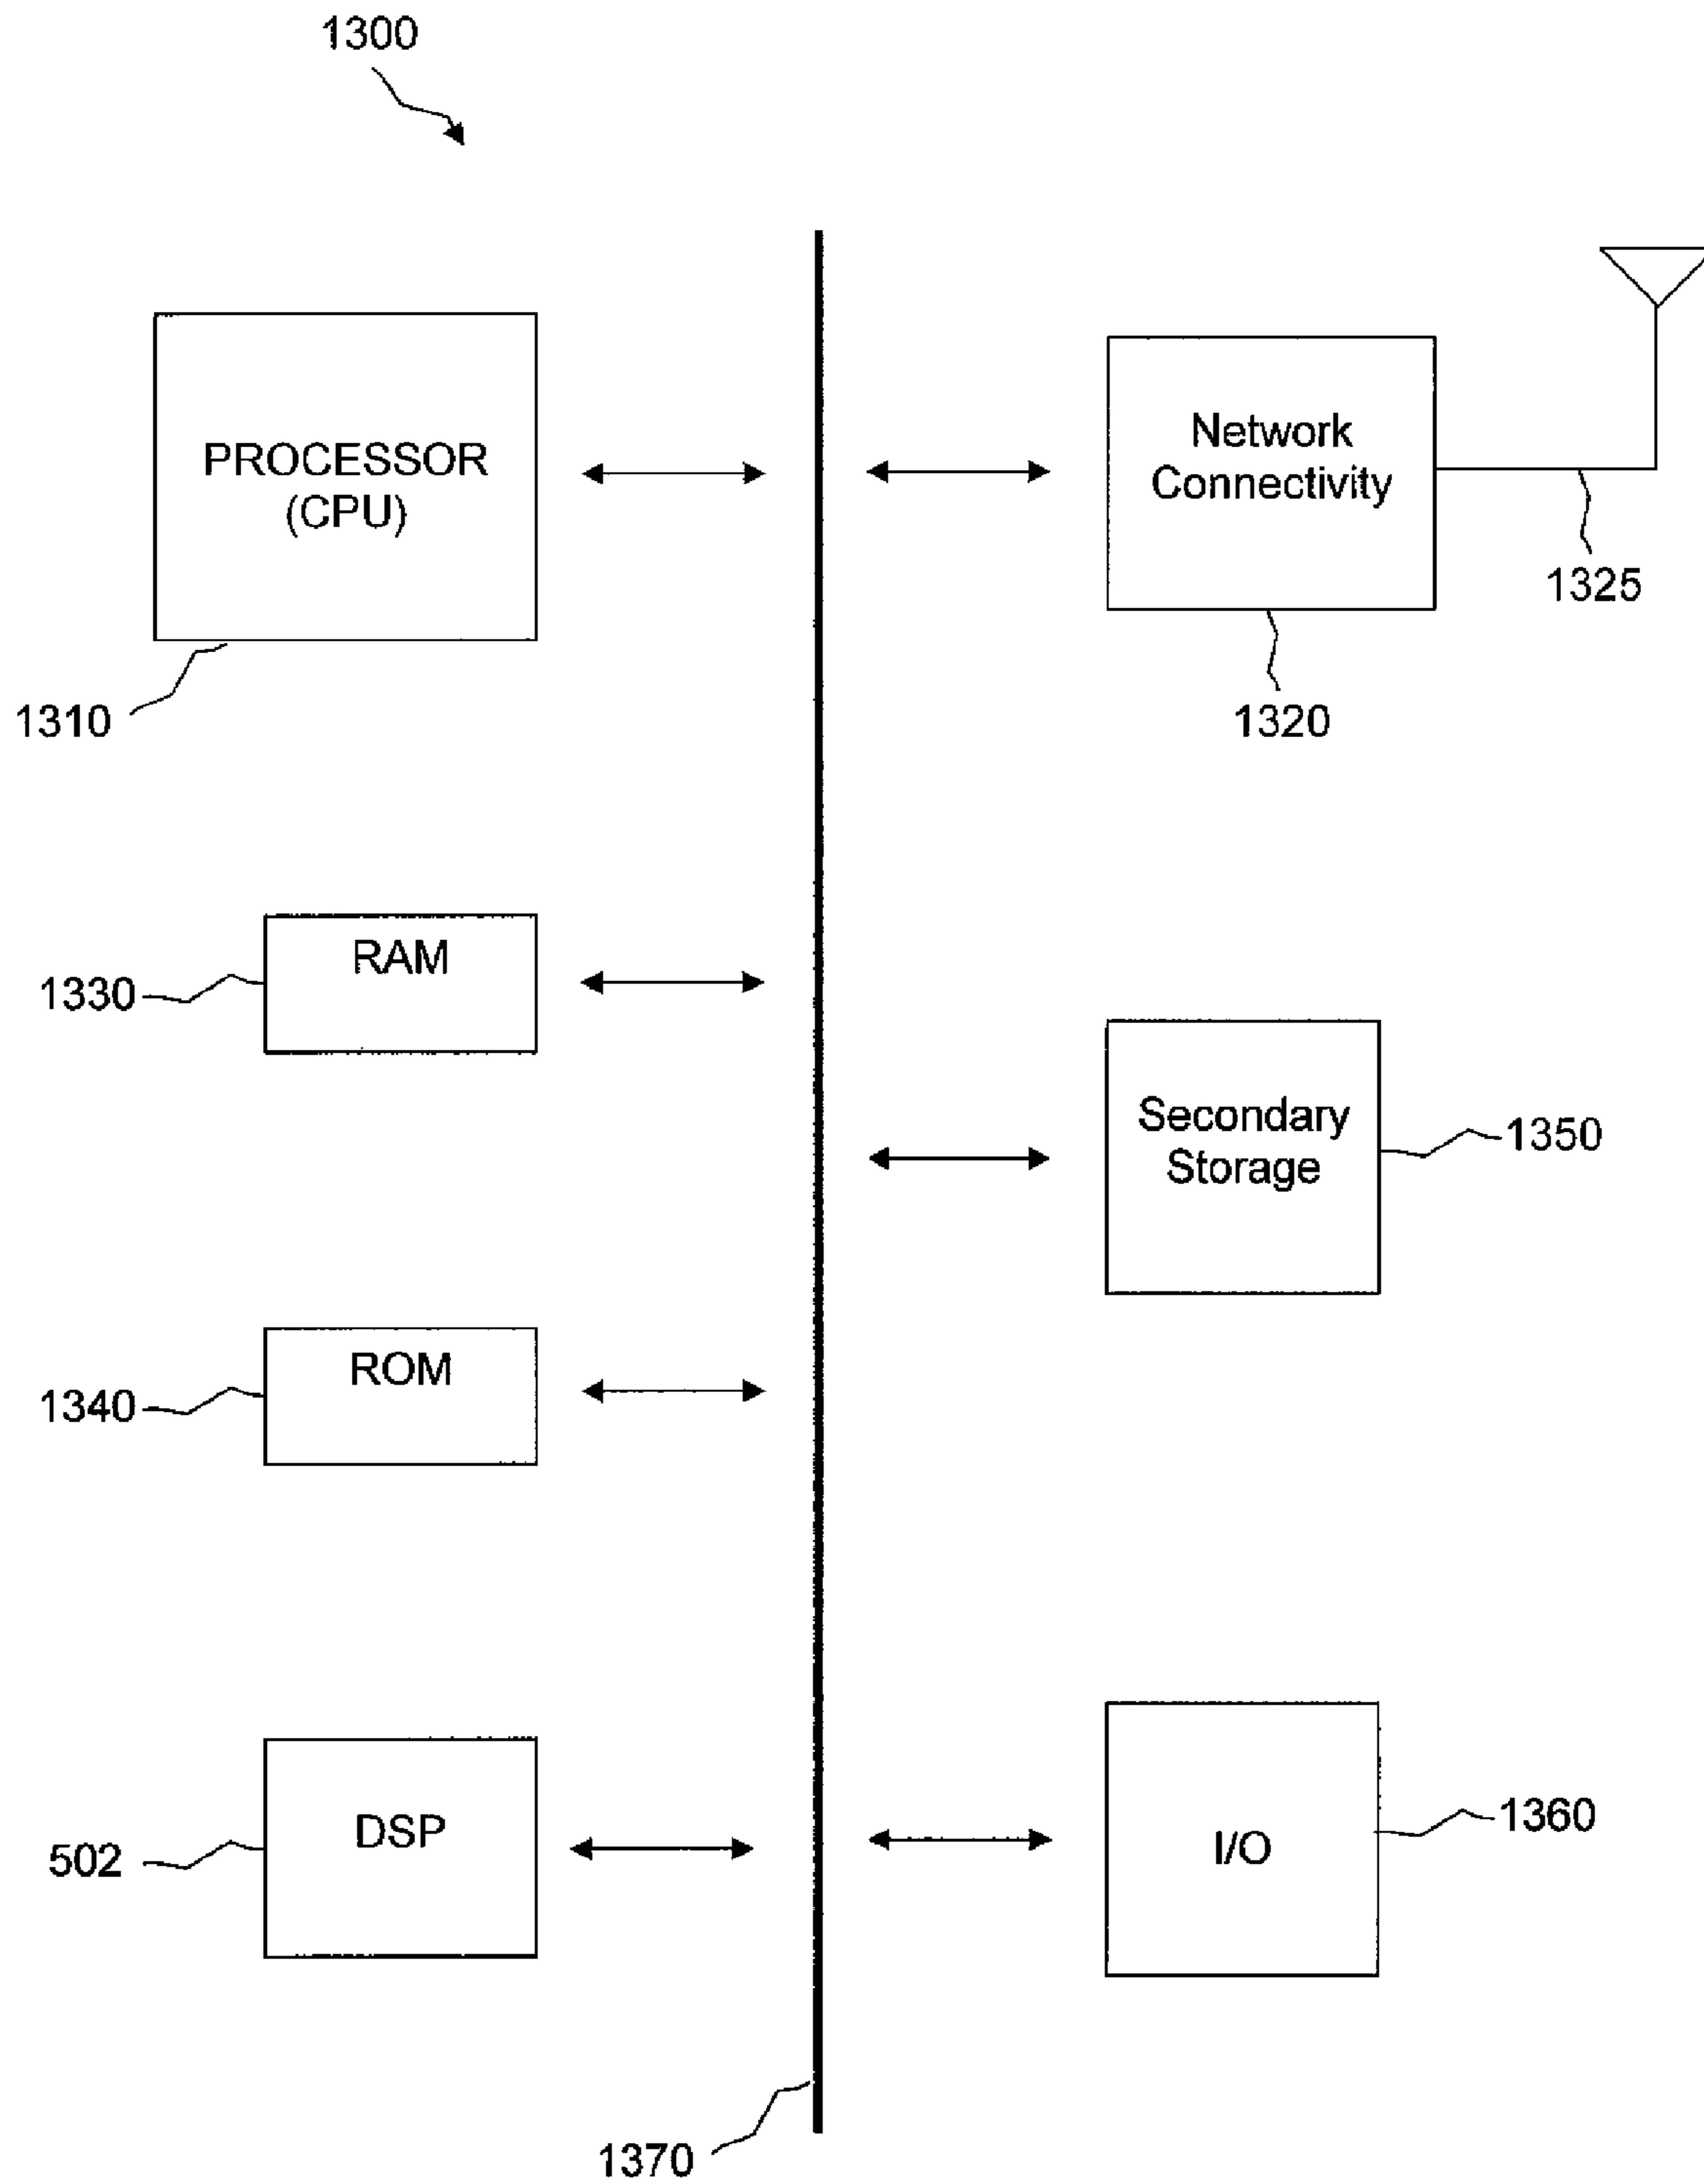 1300
PROCESSOR
(CPU)
1310
Network
Connectivity
1325
1320
RAM
1330
Secondary
Storage
1350
ROM
1340
DSP
502
I/O
1360
1370